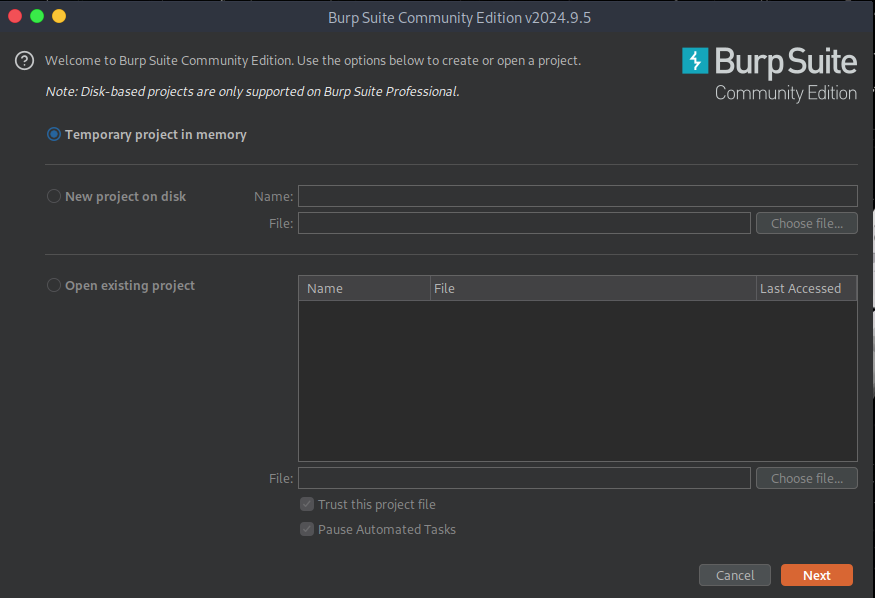 Burp Suite Community Edition v2024.9.5
Welcome to Burp Suite Community Edition. Use the options below to create or open a project.
Note: Disk-based projects are only supported on Burp Suite Professional.
Burp Suite
Community Edition
Temporary project in memory
New project on disk Name:
File: Choose file...
Open existing project
Name File Last Accessed
File: Choose file...
Trust this project file
Pause Automated Tasks
Cancel Next